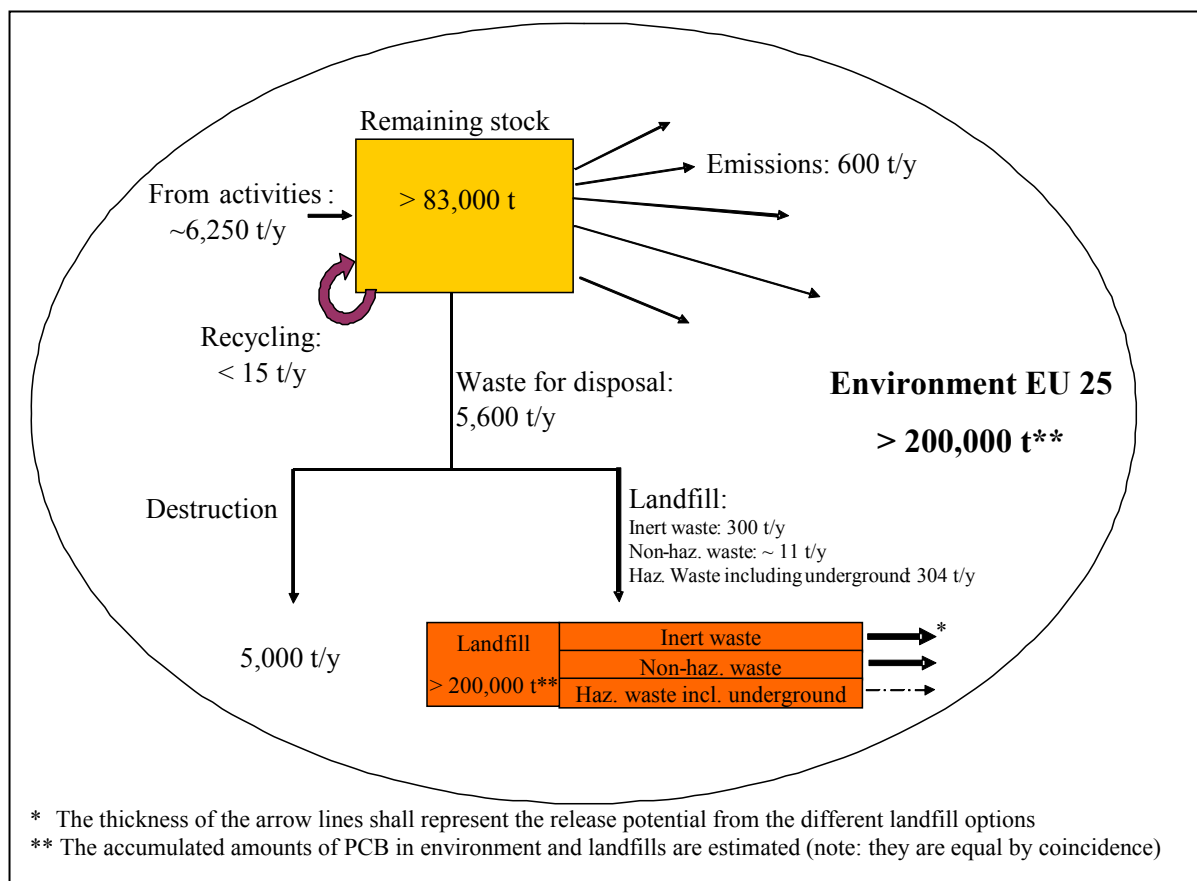 Remaining stock
> 83,000 t
From activities :
~6,250 t/y
Emissions: 600 t/y
Recycling:
< 15 t/y
Waste for disposal:
5,600 t/y
Environment EU 25
> 200,000 t**
Destruction
5,000 t/y
Landfill:
Inert waste: 300 t/y
Non-haz. waste: ~ 11 t/y
Haz. Waste including underground: 304 t/y
Landfill
> 200,000 t**
Inert waste
Non-haz. waste
Haz. waste incl. underground
*
* The thickness of the arrow lines shall represent the release potential from the different landfill options
** The accumulated amounts of PCB in environment and landfills are estimated (note: they are equal by coincidence)